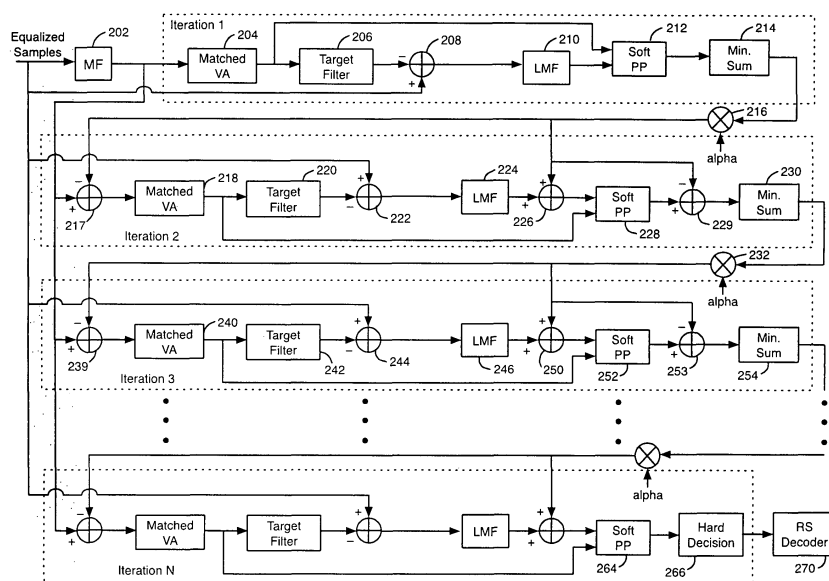 Equalized
Samples
202
MF
Iteration 1
204
Matched
VA
206
Target
Filter
−
+
208
210
LMF
212
Soft
PP
214
Min.
Sum
216
alpha
−
+
217
218
Matched
VA
220
Target
Filter
+
−
222
224
LMF
+
+
226
Soft
PP
228
−
+
229
230
Min.
Sum
Iteration 2
232
alpha
−
+
239
240
Matched
VA
Target
Filter
242
+
−
244
LMF
246
+
+
250
Soft
PP
252
−
+
253
Min.
Sum
254
Iteration 3
alpha
−
+
Matched
VA
Target
Filter
+
−
LMF
+
+
Soft
PP
264
Hard
Decision
266
RS
Decoder
270
Iteration N